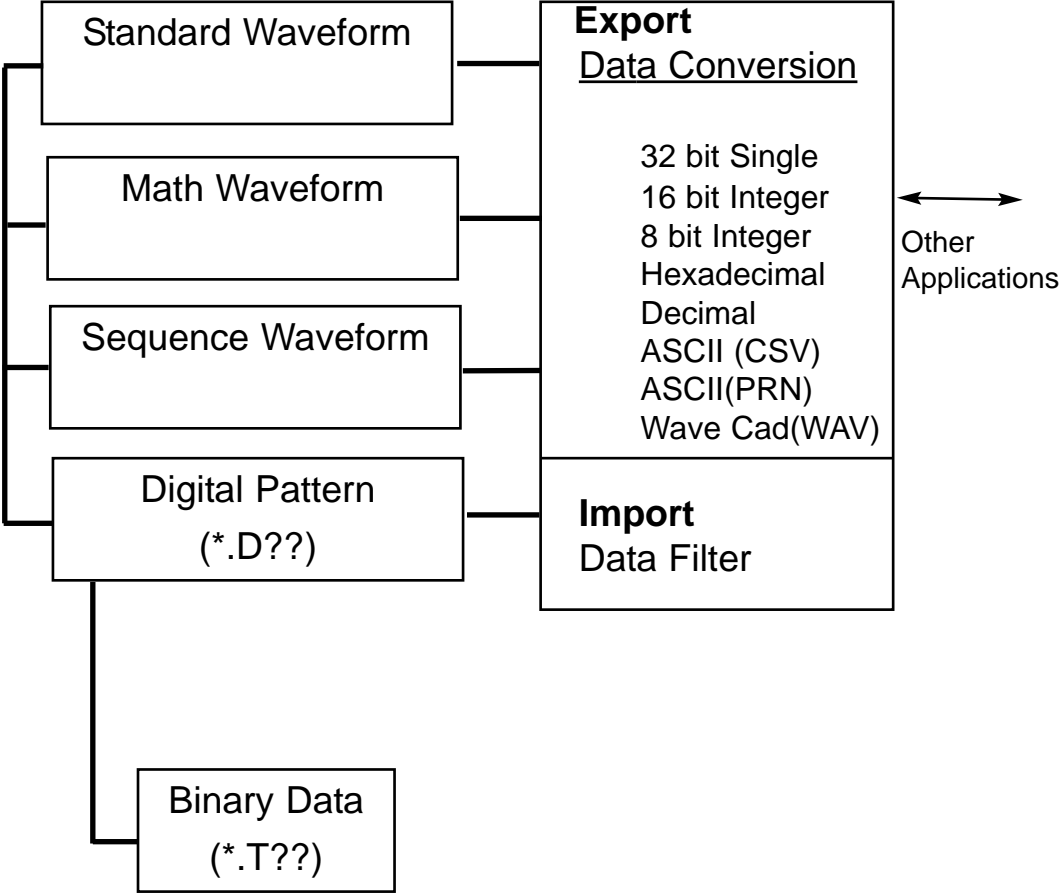 Standard Waveform
Math Waveform
Sequence Waveform
Digital Pattern
(*.D??)
Binary Data
(*.T??)
Export
Data Conversion
32 bit Single
16 bit Integer
8 bit Integer
Hexadecimal
Decimal
ASCII (CSV)
ASCII(PRN)
Wave Cad(WAV)
Import
Data Filter
Other
Applications